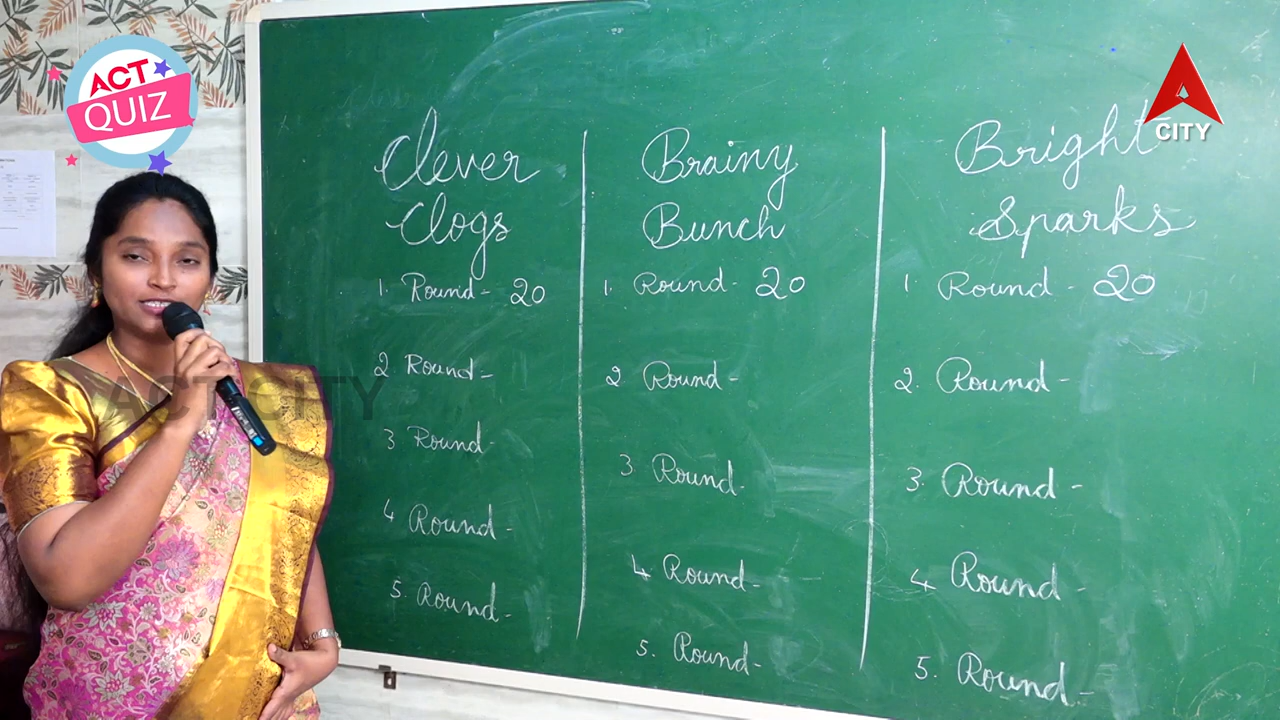 ACT
QUIZ
CITY
ACT CITY
Clever
Clogs
1. Round - 20
2 Round -
3 Round -
4 Round -
5. Round -
Brainy
Bunch
1. Round - 20
2 Round -
3. Round -
4 Round -
5. Round -
Bright
Sparks
1 Round - 20
2. Round -
3. Round -
4 Round -
5. Round -